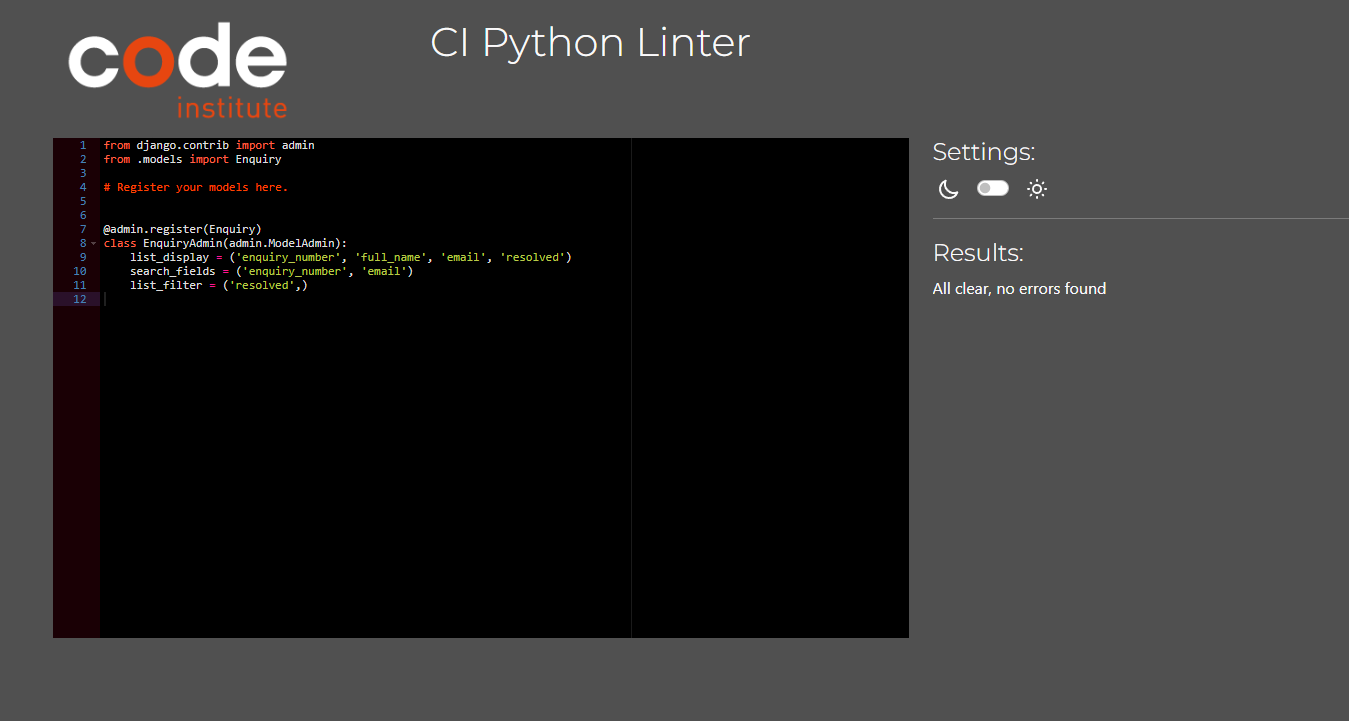 code
institute
CI Python Linter
1 from django.contrib import admin
2 from .models import Enquiry
3
4 # Register your models here.
5
6
7 @admin.register(Enquiry)
8 class EnquiryAdmin(admin.ModelAdmin):
9     list_display = ('enquiry_number', 'full_name', 'email', 'resolved')
10     search_fields = ('enquiry_number', 'email')
11     list_filter = ('resolved',)
12
Settings:
Results:
All clear, no errors found